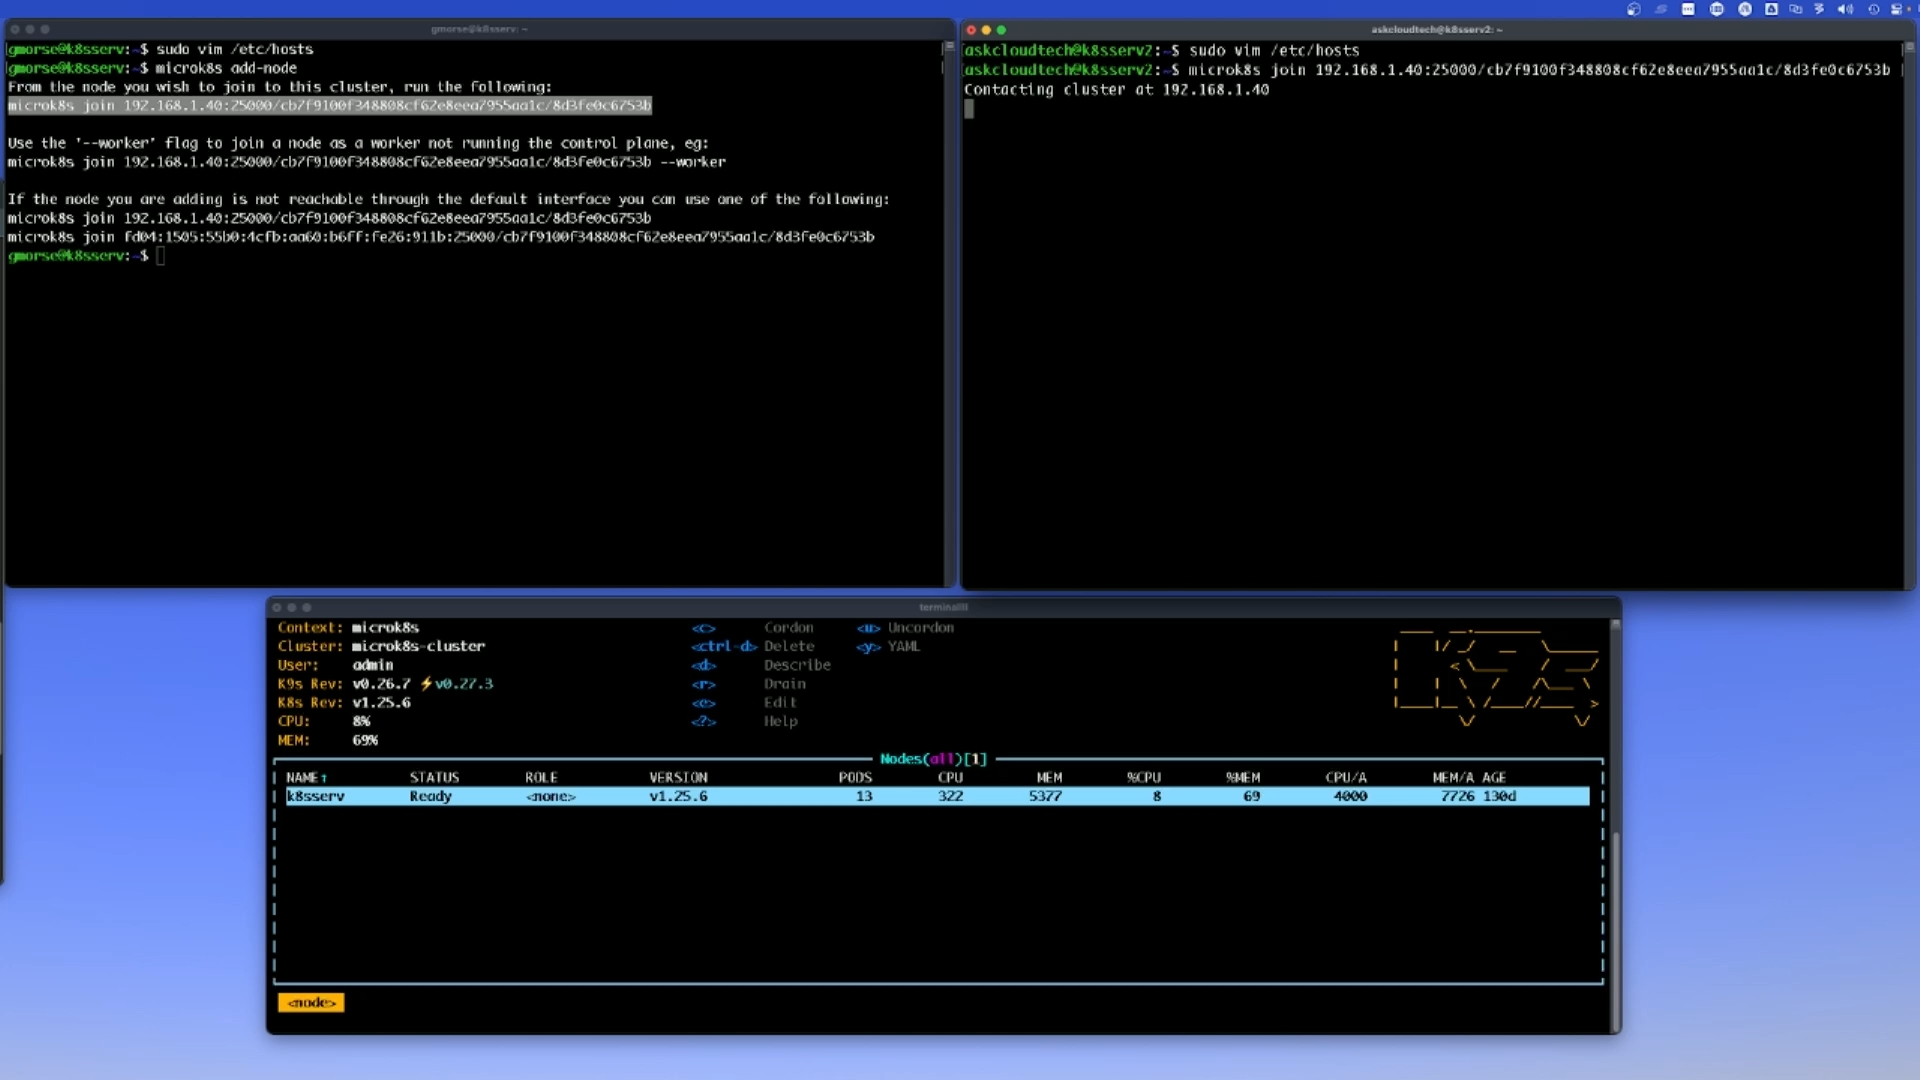 gmorse@k8sserv: ~
gmorse@k8sserv:~$ sudo vim /etc/hosts
gmorse@k8sserv:~$ microk8s add-node
From the node you wish to join to this cluster, run the following:
microk8s join 192.168.1.40:25000/cb7f9100f348808cf62e8eea7955aa1c/8d3fe0c6753b
Use the '--worker' flag to join a node as a worker not running the control plane, eg:
microk8s join 192.168.1.40:25000/cb7f9100f348808cf62e8eea7955aa1c/8d3fe0c6753b --worker
If the node you are adding is not reachable through the default interface you can use one of the following:
microk8s join 192.168.1.40:25000/cb7f9100f348808cf62e8eea7955aa1c/8d3fe0c6753b
microk8s join fd04:1505:55b0:4cfb:aa60:b6ff:fe26:911b:25000/cb7f9100f348808cf62e8eea7955aa1c/8d3fe0c6753b
gmorse@k8sserv:~$
askcloudtech@k8sserv2: ~
askcloudtech@k8sserv2:~$ sudo vim /etc/hosts
askcloudtech@k8sserv2:~$ microk8s join 192.168.1.40:25000/cb7f9100f348808cf62e8eea7955aa1c/8d3fe0c6753b
Contacting cluster at 192.168.1.40
Context: microk8s <c> Cordon <u> Uncordon
Cluster: microk8s-cluster <ctrl-d> Delete <y> YAML
User: admin <d> Describe
K9s Rev: v0.26.7 ⚡v0.27.3 <r> Drain
K8s Rev: v1.25.6 <e> Edit
CPU: 8% <?> Help
MEM: 69%
Nodes(all)[1]
NAME↑ STATUS ROLE VERSION PODS CPU MEM %CPU %MEM CPU/A MEM/A AGE
k8sserv Ready <none> v1.25.6 13 322 5377 8 69 4000 7726 130d
<node>